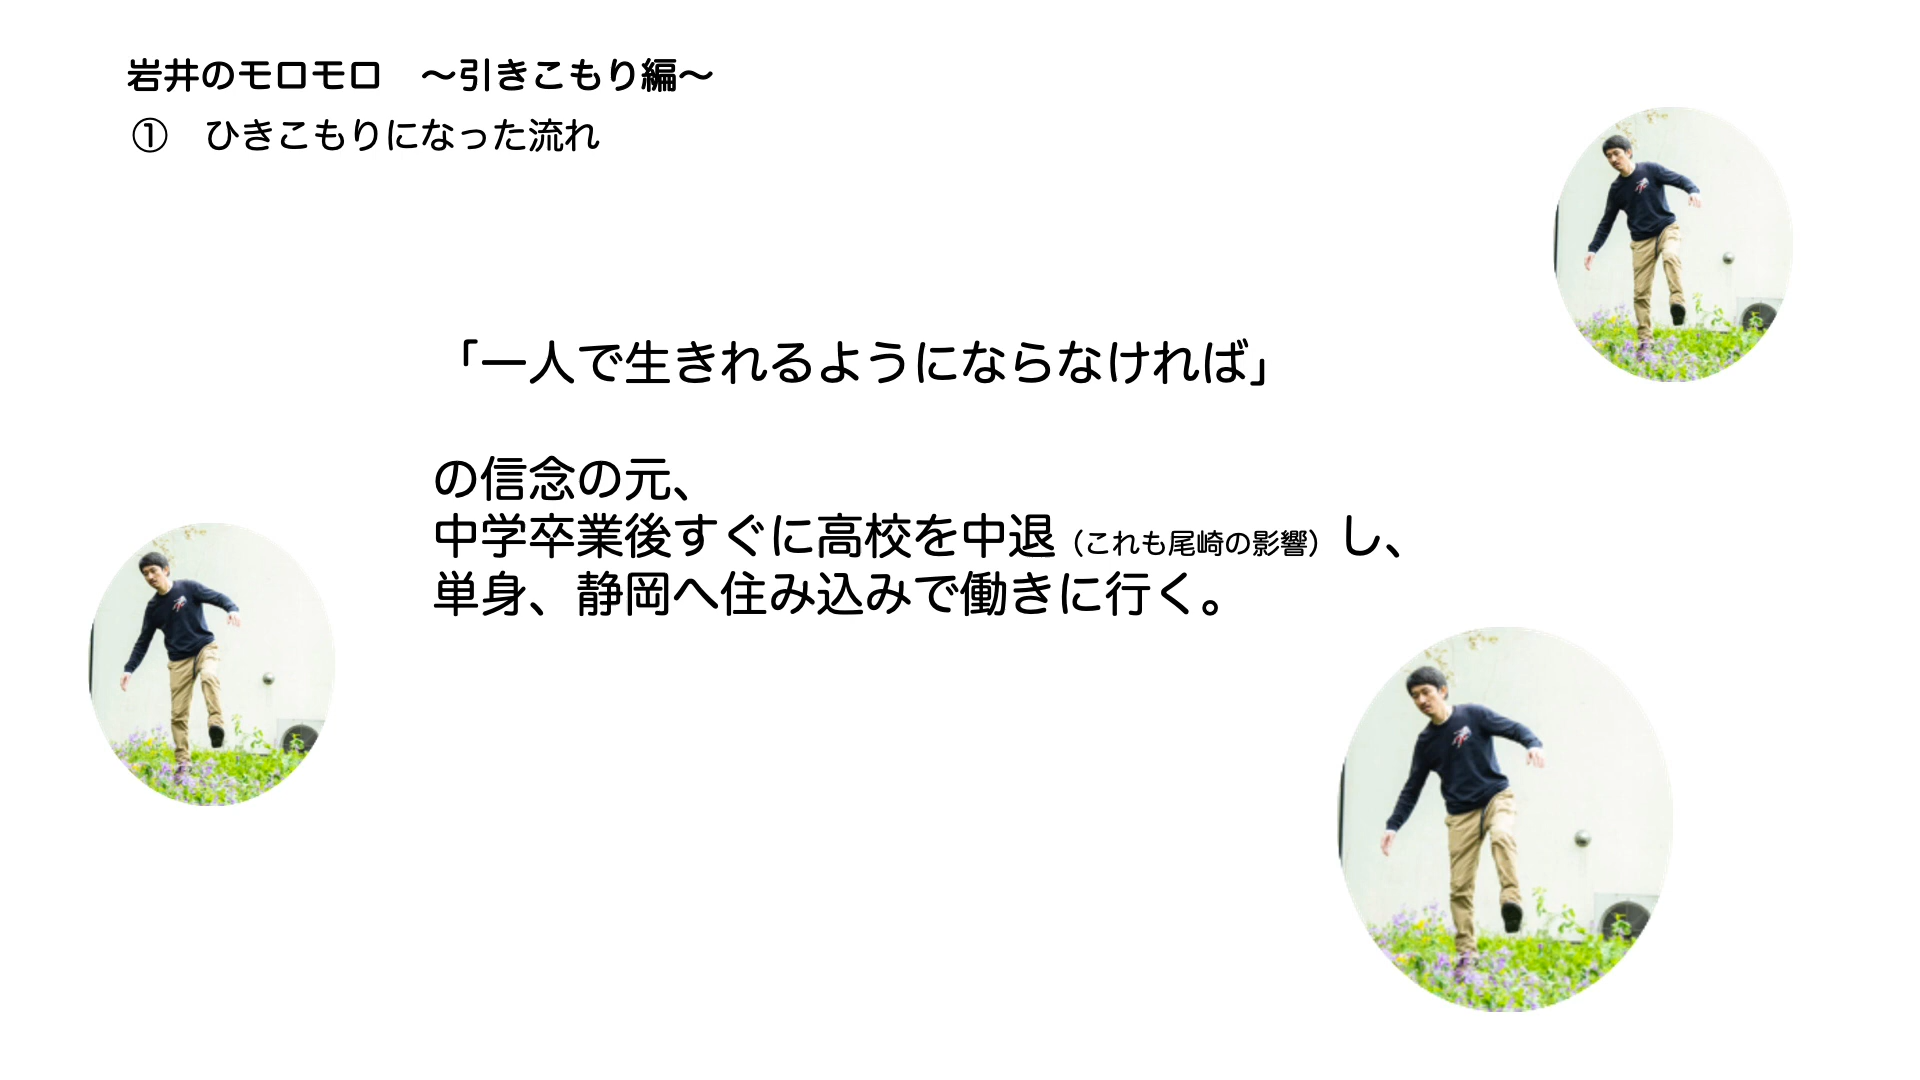 岩井のモロモロ　〜引きこもり編〜
①　ひきこもりになった流れ
「一人で生きれるようにならなければ」
の信念の元、
中学卒業後すぐに高校を中退（これも尾崎の影響）し、
単身、静岡へ住み込みで働きに行く。